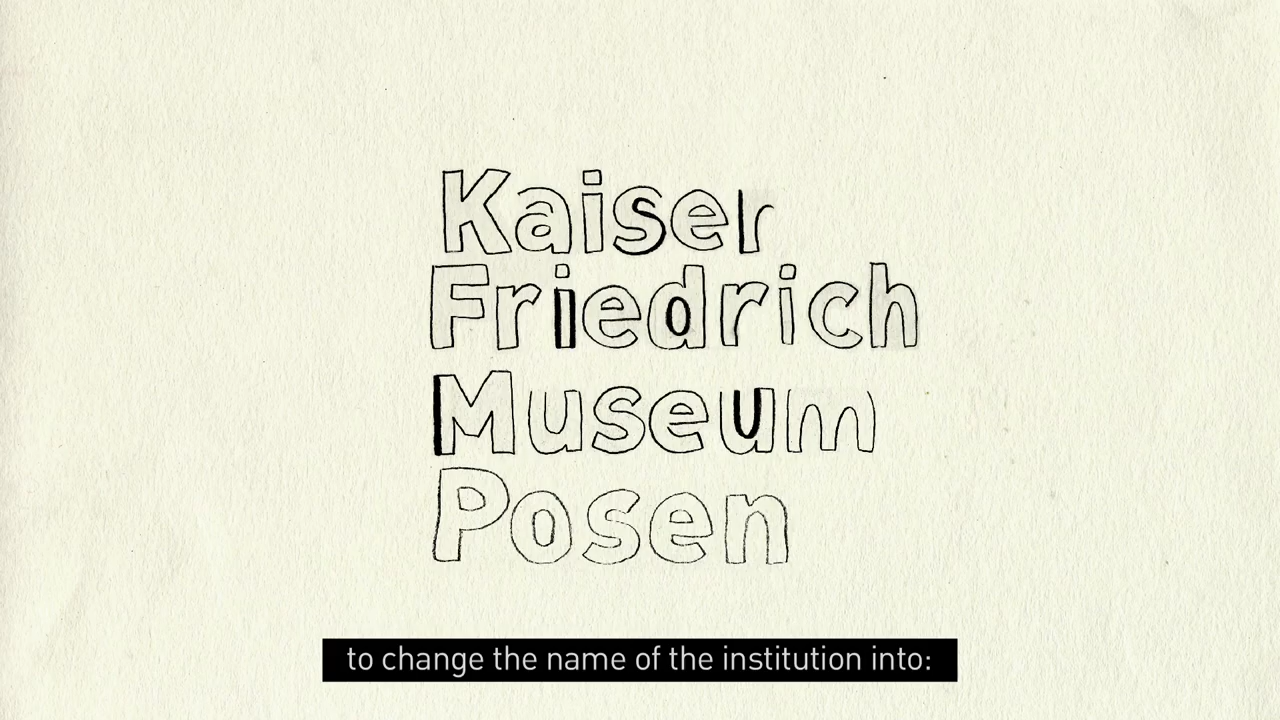 Kaiser
Friedrich
Museum
Posen
to change the name of the institution into: